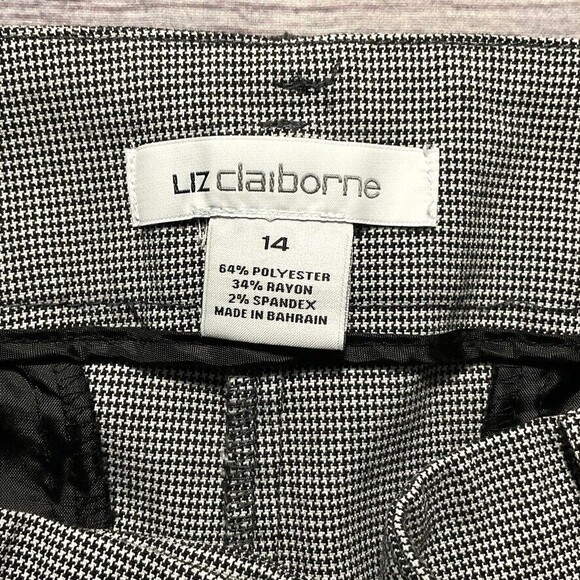 LIZ claiborne
14
64% POLYESTER
34% RAYON
2% SPANDEX
MADE IN BAHRAIN